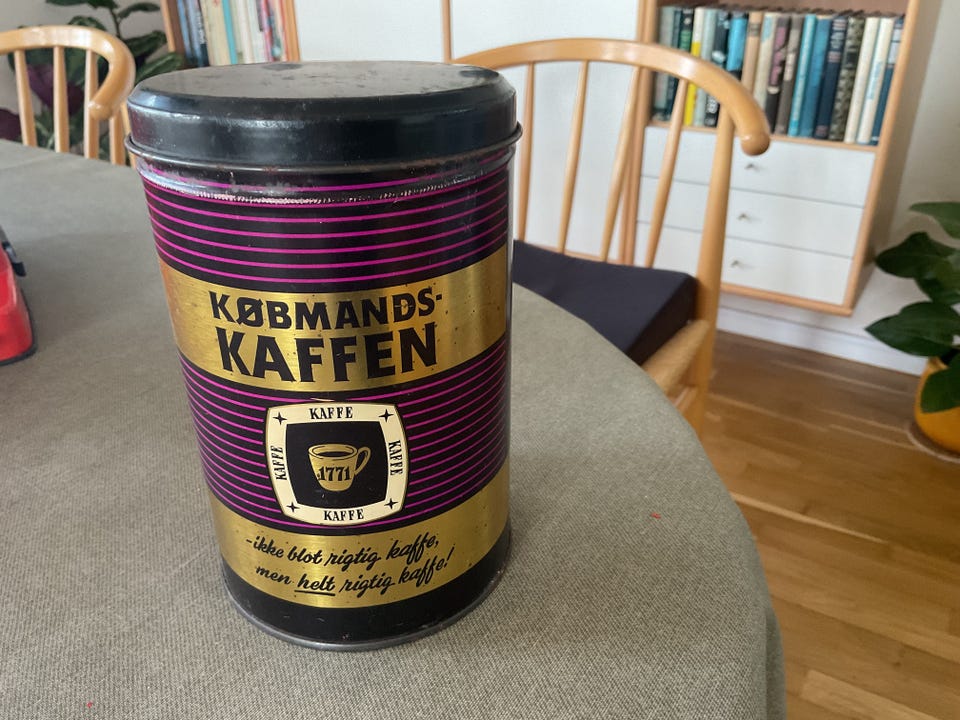 KØBMANDS-
KAFFEN
KAFFE
KAFFE
KAFFE
1771
KAFFE
-ikke blot rigtig kaffe,
men helt rigtig kaffe!